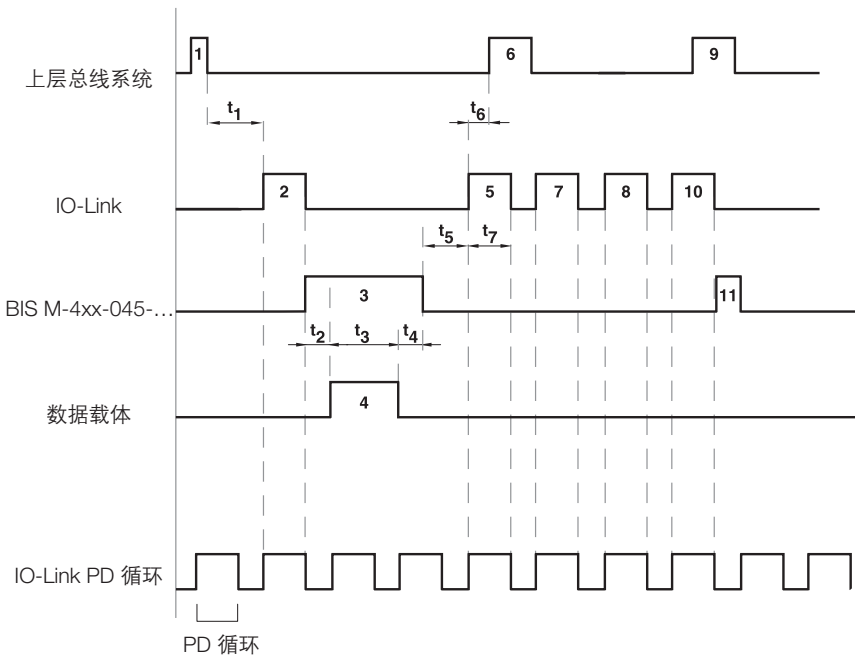 1 6 9
上层总线系统
t1 t6
2 5 7 8 10
IO-Link
t5 t7
3 11
BIS M-4xx-045-...
t2 t3 t4
4
数据载体
IO-Link PD 循环
PD 循环